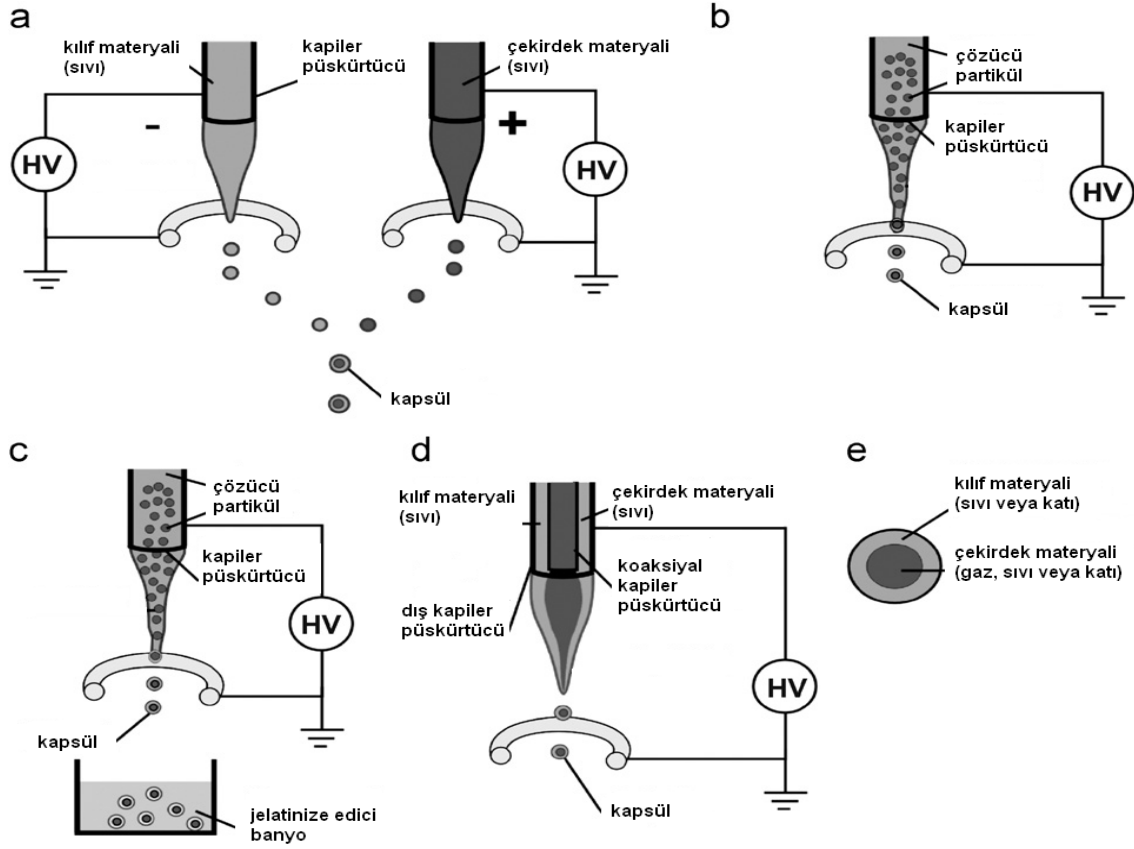 a
kılıf materyali
(sıvı)
kapiler
püskürtücü
çekirdek materyali
(sıvı)
-
+
HV
HV
kapsül
b
çözücü
partikül
kapiler
püskürtücü
HV
kapsül
c
çözücü
partikül
kapiler
püskürtücü
HV
kapsül
jelatinize edici
banyo
d
kılıf materyali
(sıvı)
çekirdek materyali
(sıvı)
koaksiyal
kapiler
püskürtücü
dış kapiler
püskürtücü
HV
kapsül
e
kılıf materyali
(sıvı veya katı)
çekirdek materyali
(gaz, sıvı veya katı)